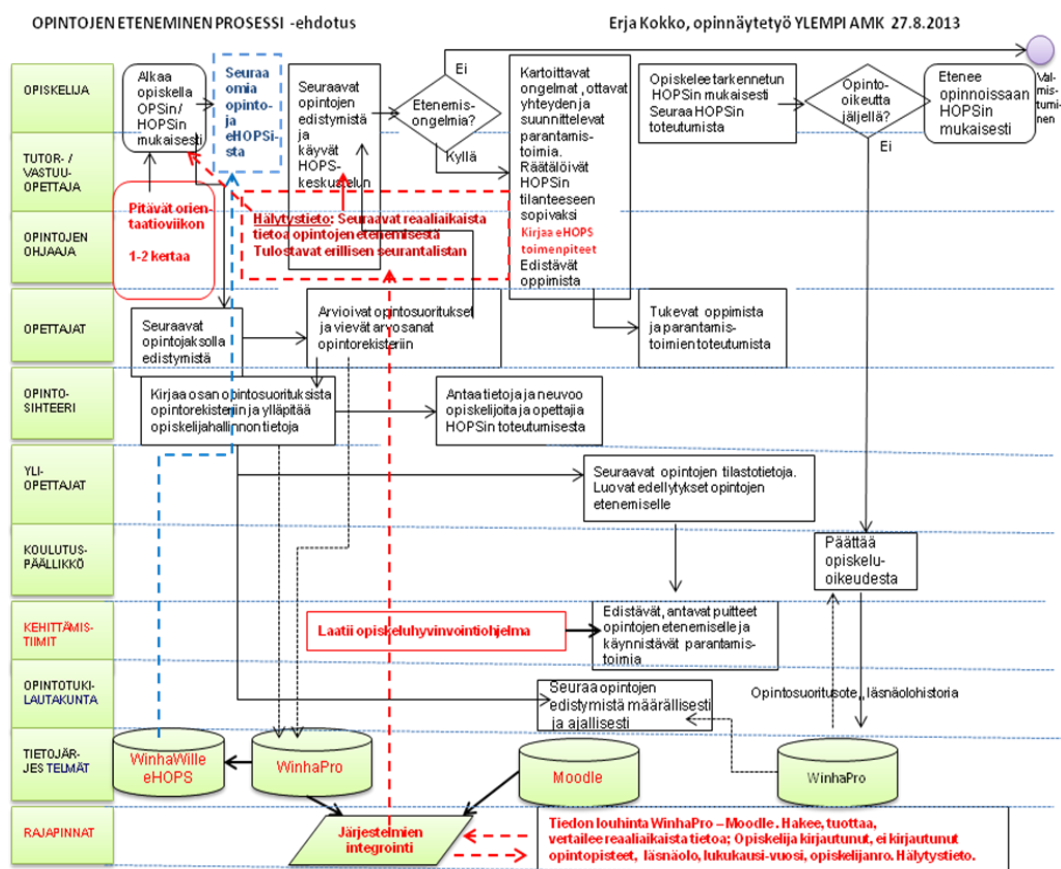 OPINTOJEN ETENEMINEN PROSESSI -ehdotus
Erja Kokko, opinnäytetyö YLEMPI AMK 27.8.2013
OPISKELIJA
Alkaa
opiskella
OPSin/
HOPSin
mukaisesti
Seuraa
omia
opinto-
ja
eHOPSi-
sta
Seuraavat
opintojen
edistymistä
ja
käyvät
HOPS-
keskustelun
Ei
Etenemis-
ongelmia?
Kyllä
Kartoittavat
ongelmat, ottavat
yhteyden ja
suunnittelevat
parantamis-
toimia.
Räätälöivät
HOPSin
tilanteeseen
sopivaksi
Kirjaa eHOPS
toimenpiteet
Edistävät
oppimista
Opiskelee tarkennetun
HOPSin mukaisesti
Seuraa HOPSin
toteutumista
Opinto-
oikeutta
jäljellä?
Ei
Etenee
opinnoissaan
HOPSin
mukaisesti
Val-
mis-
tumi-
nen
TUTOR- /
VASTUU-
OPETTAJA
Pitävät orien-
taatioviikon
1-2 kertaa
OPINTOJEN
OHJAAJA
Hälytystieto: Seuraavat reaaliaikaista
tietoa opintojen etenemisestä
Tulostavat erillisen seurantalistan
OPETTAJAT
Seuraavat
opintojaksolla
edistymistä
Arvioivat opintosuoritukset
ja vievät arvosanat
opintorekisteriin
Tukevat oppimista
ja parantamis-
toimien toteutumista
OPINTO-
SIHTEERI
Kirjaa osan opintosuorituksista
opintorekisteriin ja ylläpitää
opiskelijahallinnon tietoja
Antaa tietoja ja neuvoo
opiskelijoita ja opettajia
HOPSin toteutumisesta
YLI-
OPETTAJAT
Seuraavat opintojen tilastotietoja.
Luovat edellytykset opintojen
etenemiselle
KOULUTUS-
PÄÄLLIKKÖ
Päättää
opiskelu-
oikeudesta
KEHITTÄMIS-
TIIMIT
Laatii opiskeluhyvinvointiohjelma
Edistävät, antavat puitteet
opintojen etenemiselle ja
käynnistävät parantamis-
toimia
OPINTOTUKI-
LAUTAKUNTA
Seuraa opintojen
edistymistä määrällisesti
ja ajallisesti
Opintosuoritusote, läsnäolohistoria
TIETOJÄR-
JES TELMÄT
WinhaWille
eHOPS
WinhaPro
Moodle
WinhaPro
RAJAPINNAT
Järjestelmien
integrointi
Tiedon louhinta WinhaPro – Moodle. Hakee, tuottaa,
vertailee reaaliaikaista tietoa; Opiskelija kirjautunut, ei kirjautunut
opintopisteet, läsnäolo, lukukausi-vuosi, opiskelijanro. Hälytystieto.